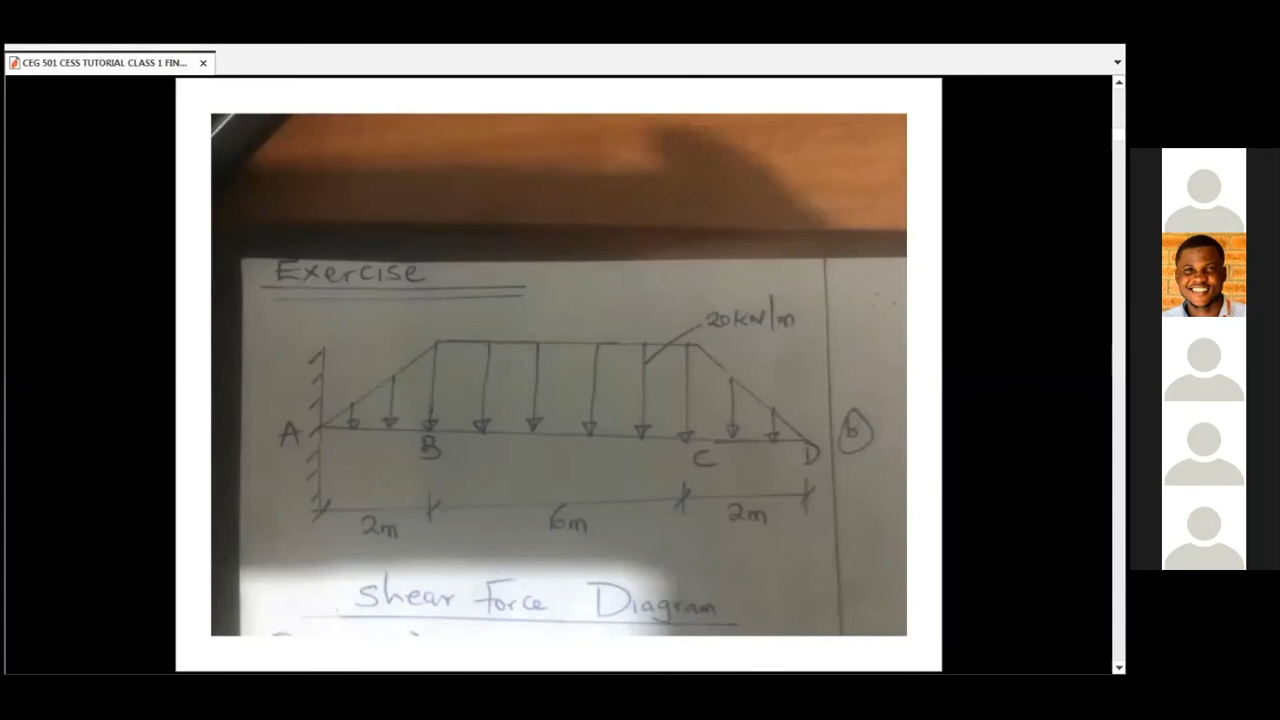 CEG 501 CESS TUTORIAL CLASS 1 FIN...
Exercise
20kN/m
A
B
C
D
b
2m
6m
2m
Shear Force Diagram